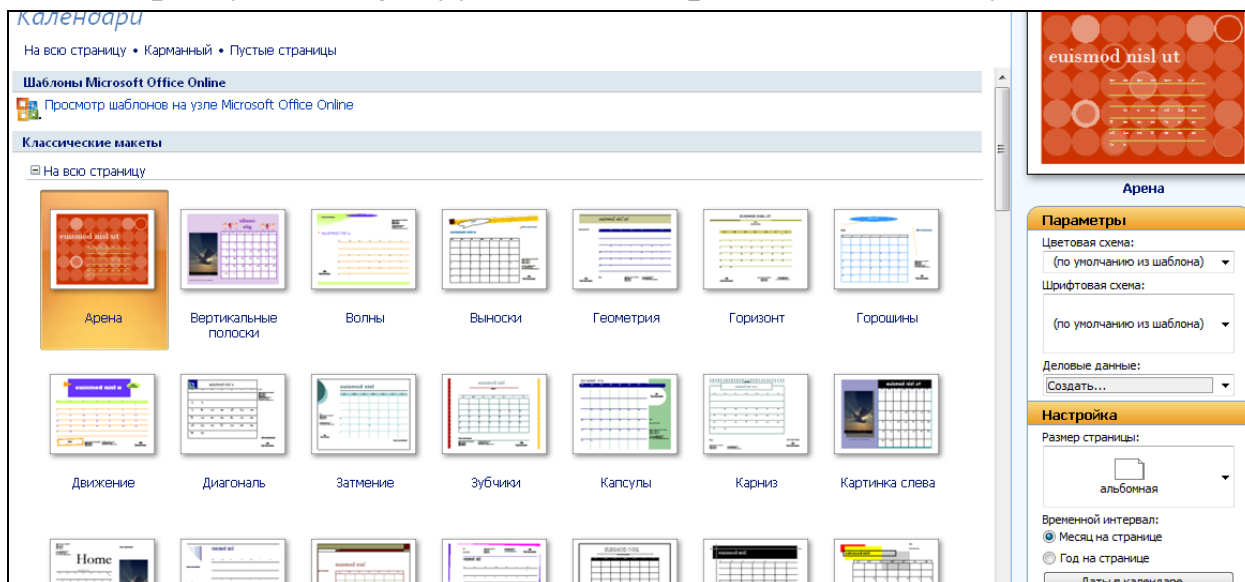 Календари
На всю страницу • Карманный • Пустые страницы
Шаблоны Microsoft Office Online
Просмотр шаблонов на узле Microsoft Office Online
Классические макеты
На всю страницу
Арена
Вертикальные
полоски
Волны
Выноски
Геометрия
Горизонт
Горошины
Движение
Диагональ
Затмение
Зубчики
Капсулы
Карниз
Картинка слева
Home
euismod nisl ut
Арена
Параметры
Цветовая схема:
(по умолчанию из шаблона)
Шрифтовая схема:
(по умолчанию из шаблона)
Деловые данные:
Создать...
Настройка
Размер страницы:
альбомная
Временной интервал:
Месяц на странице
Год на странице
Даты в календаре